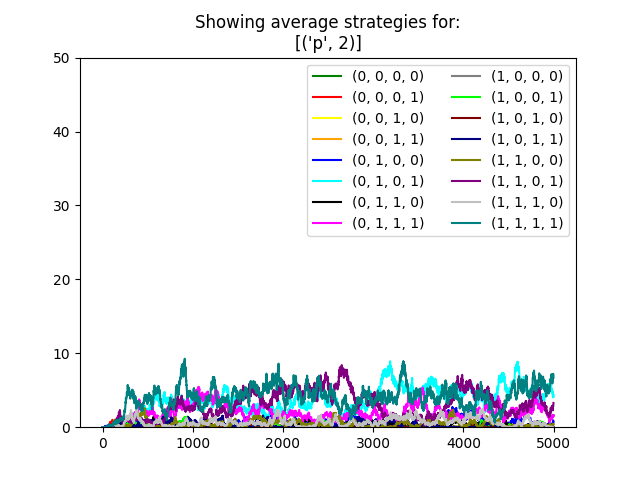 Showing average strategies for:
[('p', 2)]
50
40
30
20
10
0
(0, 0, 0, 0)
(0, 0, 0, 1)
(0, 0, 1, 0)
(0, 0, 1, 1)
(0, 1, 0, 0)
(0, 1, 0, 1)
(0, 1, 1, 0)
(0, 1, 1, 1)
(1, 0, 0, 0)
(1, 0, 0, 1)
(1, 0, 1, 0)
(1, 0, 1, 1)
(1, 1, 0, 0)
(1, 1, 0, 1)
(1, 1, 1, 0)
(1, 1, 1, 1)
0 1000 2000 3000 4000 5000